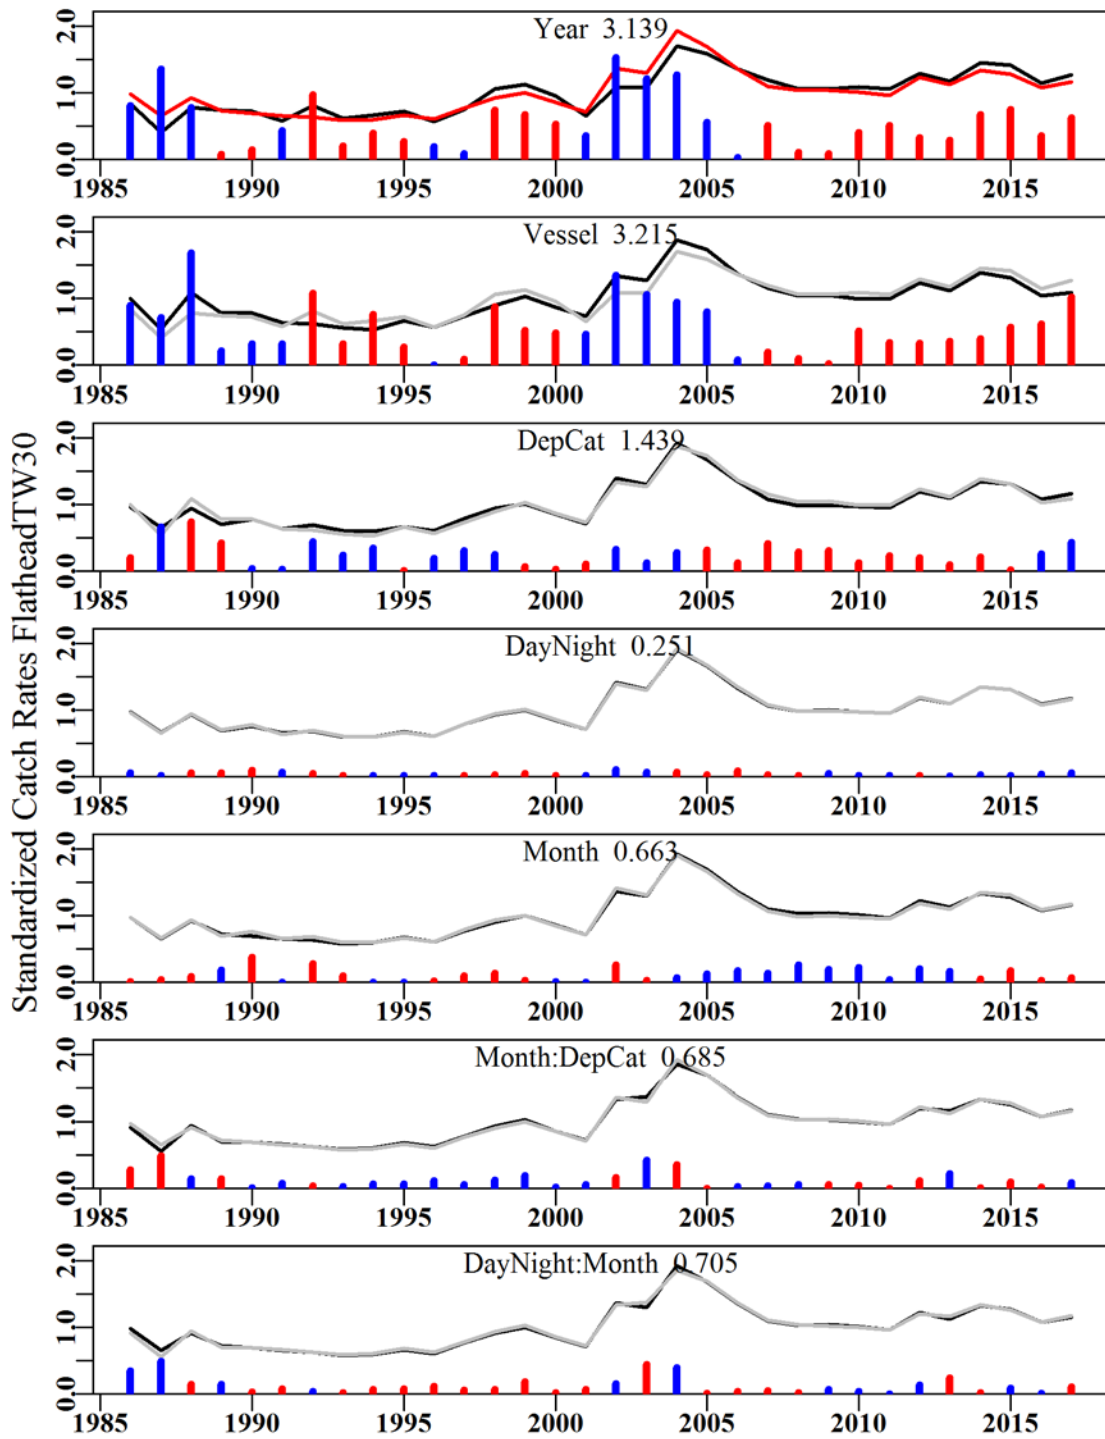 Standardized Catch Rates FlatheadTW30
Year 3.139
0.0 1.0 2.0
1985 1990 1995 2000 2005 2010 2015
Vessel 3.215
0.0 1.0 2.0
1985 1990 1995 2000 2005 2010 2015
DepCat 1.439
0.0 1.0 2.0
1985 1990 1995 2000 2005 2010 2015
DayNight 0.251
0.0 1.0 2.0
1985 1990 1995 2000 2005 2010 2015
Month 0.663
0.0 1.0 2.0
1985 1990 1995 2000 2005 2010 2015
Month:DepCat 0.685
0.0 1.0 2.0
1985 1990 1995 2000 2005 2010 2015
DayNight:Month 0.705
0.0 1.0 2.0
1985 1990 1995 2000 2005 2010 2015